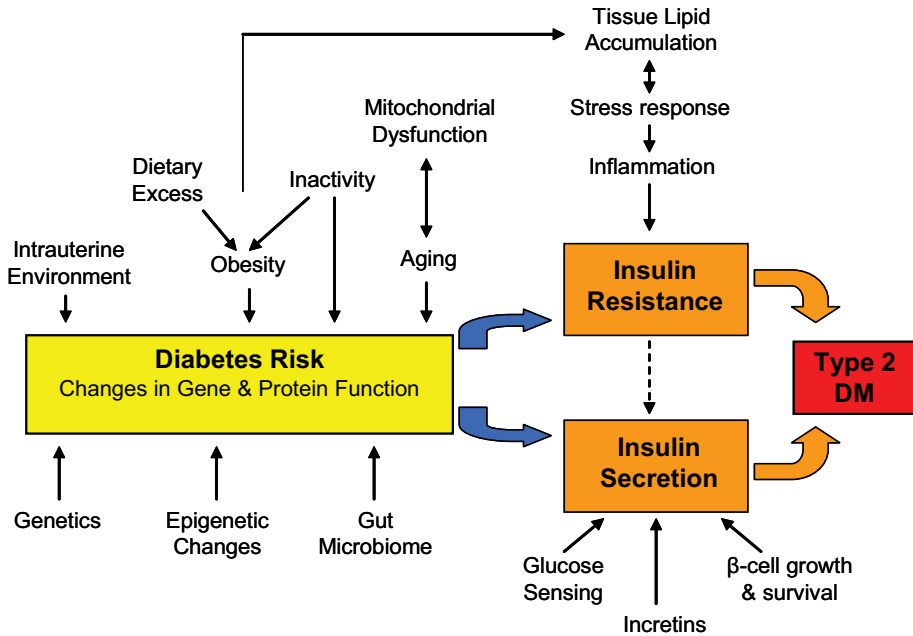 Tissue Lipid
Accumulation
Stress response
Mitochondrial
Dysfunction
Inflammation
Dietary
Excess
Inactivity
Intrauterine
Environment
Obesity
Aging
Insulin
Resistance
Diabetes Risk
Changes in Gene & Protein Function
Type 2
DM
Insulin
Secretion
Genetics
Epigenetic
Changes
Gut
Microbiome
Glucose
Sensing
Incretins
β-cell growth
& survival